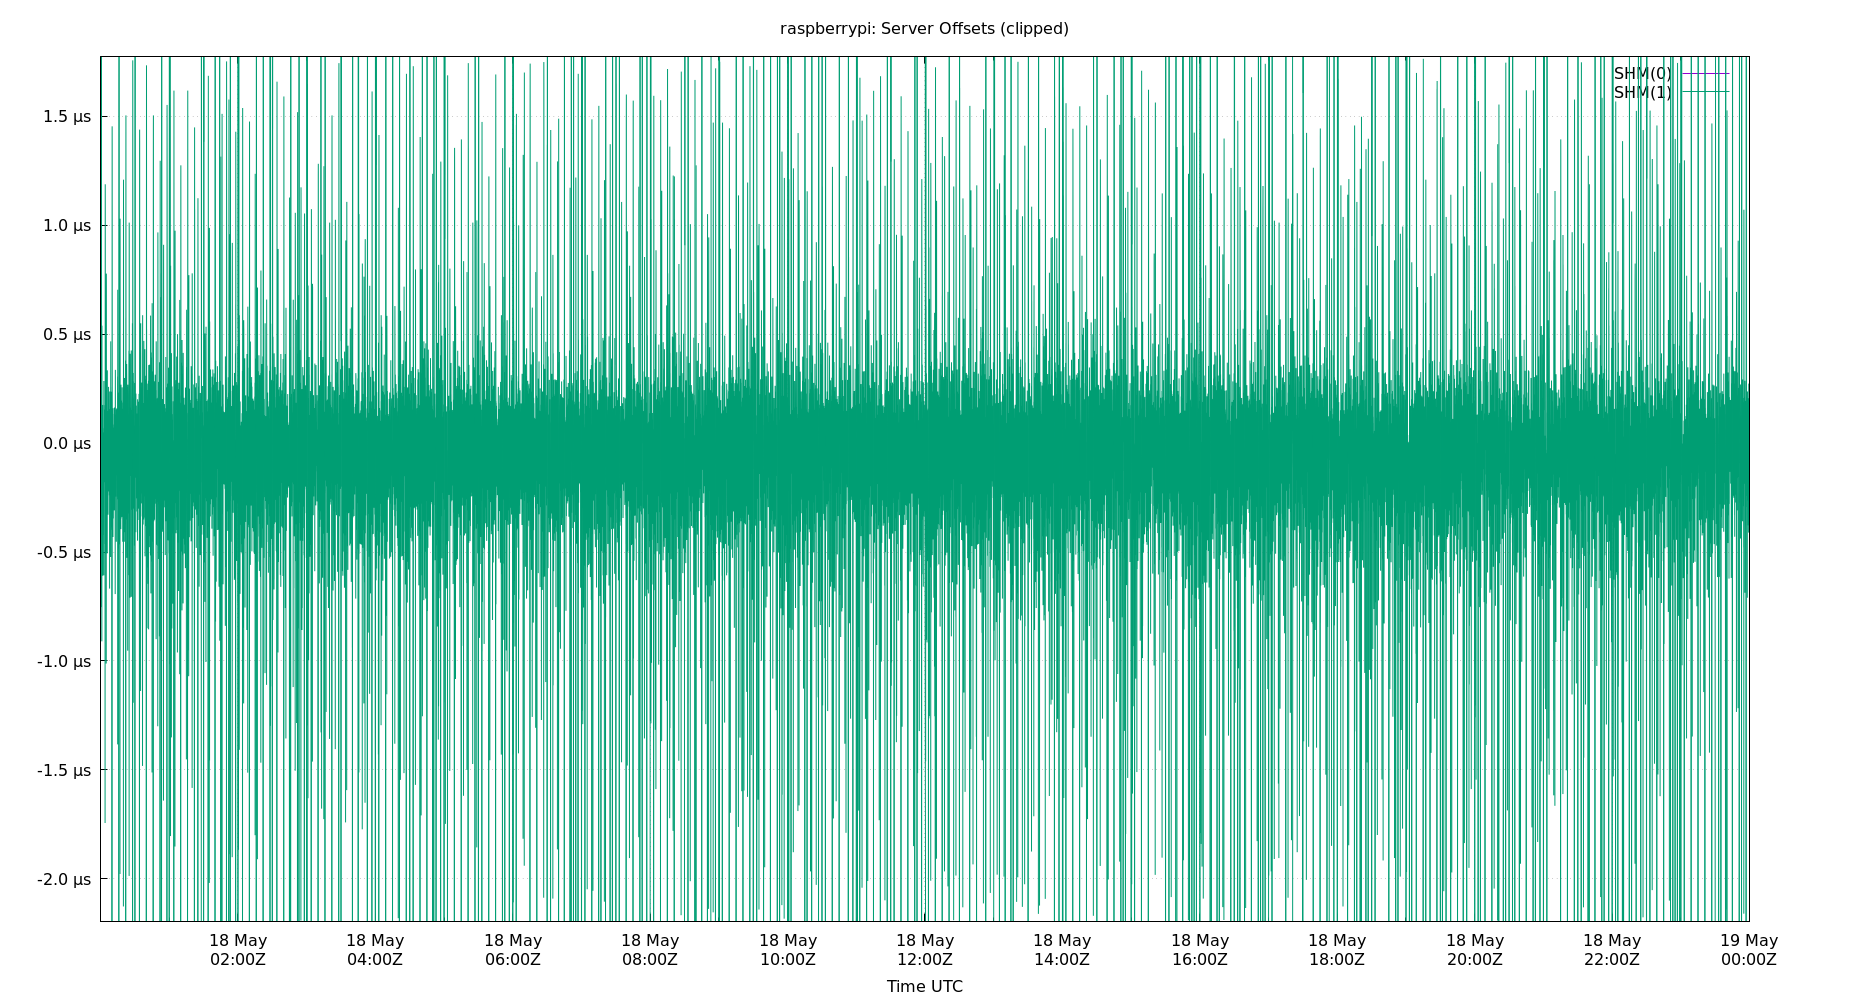 raspberrypi: Server Offsets (clipped)
SHM(0)
SHM(1)
1.5 µs
1.0 µs
0.5 µs
0.0 µs
-0.5 µs
-1.0 µs
-1.5 µs
-2.0 µs
18 May 18 May 18 May 18 May 18 May 18 May 18 May 18 May 18 May 18 May 18 May 19 May
02:00Z 04:00Z 06:00Z 08:00Z 10:00Z 12:00Z 14:00Z 16:00Z 18:00Z 20:00Z 22:00Z 00:00Z
Time UTC